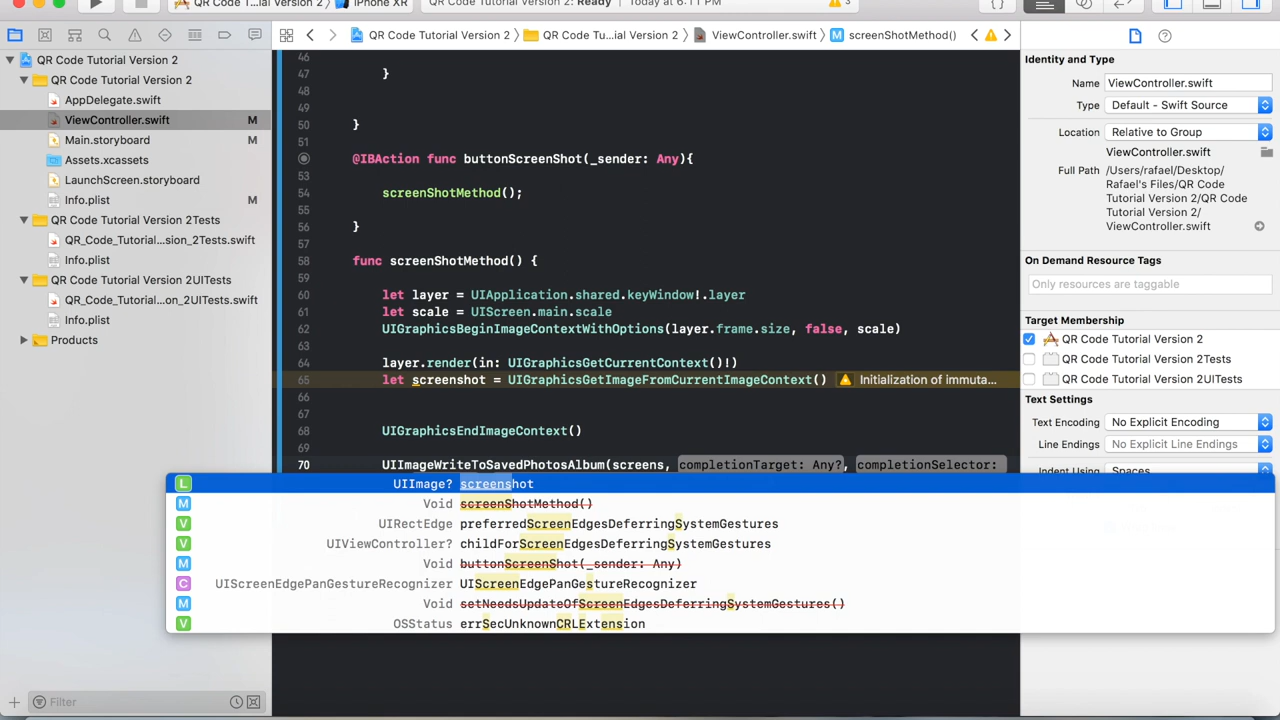 QR Code T...ial Version 2
iPhone XR
QR Code Tutorial Version 2: Ready
Today at 6:11 PM
3
QR Code Tutorial Version 2
QR Code T...ial Version 2
ViewController.swift
screenShotMethod()
QR Code Tutorial Version 2
QR Code Tutorial Version 2
AppDelegate.swift
ViewController.swift M
Main.storyboard M
Assets.xcassets
LaunchScreen.storyboard
Info.plist M
QR Code Tutorial Version 2Tests
QR_Code_Tutorial...sion_2Tests.swift
Info.plist
QR Code Tutorial Version 2UITests
QR_Code_Tutorial...on_2UITests.swift
Info.plist
Products
Filter
46
47 }
48
49
50 }
51
@IBAction func buttonScreenShot(_sender: Any){
53
54 screenShotMethod();
55
56 }
57
58 func screenShotMethod() {
59
60 let layer = UIApplication.shared.keyWindow!.layer
61 let scale = UIScreen.main.scale
62 UIGraphicsBeginImageContextWithOptions(layer.frame.size, false, scale)
63
64 layer.render(in: UIGraphicsGetCurrentContext()!)
65 let screenshot = UIGraphicsGetImageFromCurrentImageContext() Initialization of immuta...
66
67
68 UIGraphicsEndImageContext()
69
70 UIImageWriteToSavedPhotosAlbum(screens, completionTarget: Any?, completionSelector:
L UIImage? screenshot
M Void screenShotMethod()
V UIRectEdge preferredScreenEdgesDeferringSystemGestures
V UIViewController? childForScreenEdgesDeferringSystemGestures
M Void buttonScreenShot(_sender: Any)
C UIScreenEdgePanGestureRecognizer UIScreenEdgePanGestureRecognizer
M Void setNeedsUpdateOfScreenEdgesDeferringSystemGestures()
V OSStatus errSecUnknownCRLExtension
Identity and Type
Name ViewController.swift
Type Default - Swift Source
Location Relative to Group
ViewController.swift
Full Path /Users/rafael/Desktop/
Rafael's Files/QR Code
Tutorial Version 2/QR Code
Tutorial Version 2/
ViewController.swift
On Demand Resource Tags
Only resources are taggable
Target Membership
QR Code Tutorial Version 2
QR Code Tutorial Version 2Tests
QR Code Tutorial Version 2UITests
Text Settings
Text Encoding No Explicit Encoding
Line Endings No Explicit Line Endings
Indent Using Spaces